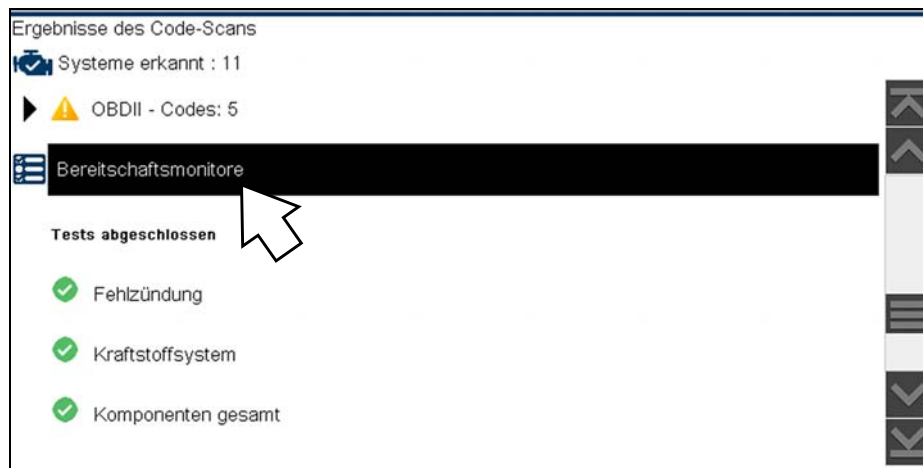 Ergebnisse des Code-Scans
Systeme erkannt : 11
OBDII - Codes: 5
Bereitschaftsmonitore
Tests abgeschlossen
Fehlzündung
Kraftstoffsystem
Komponenten gesamt